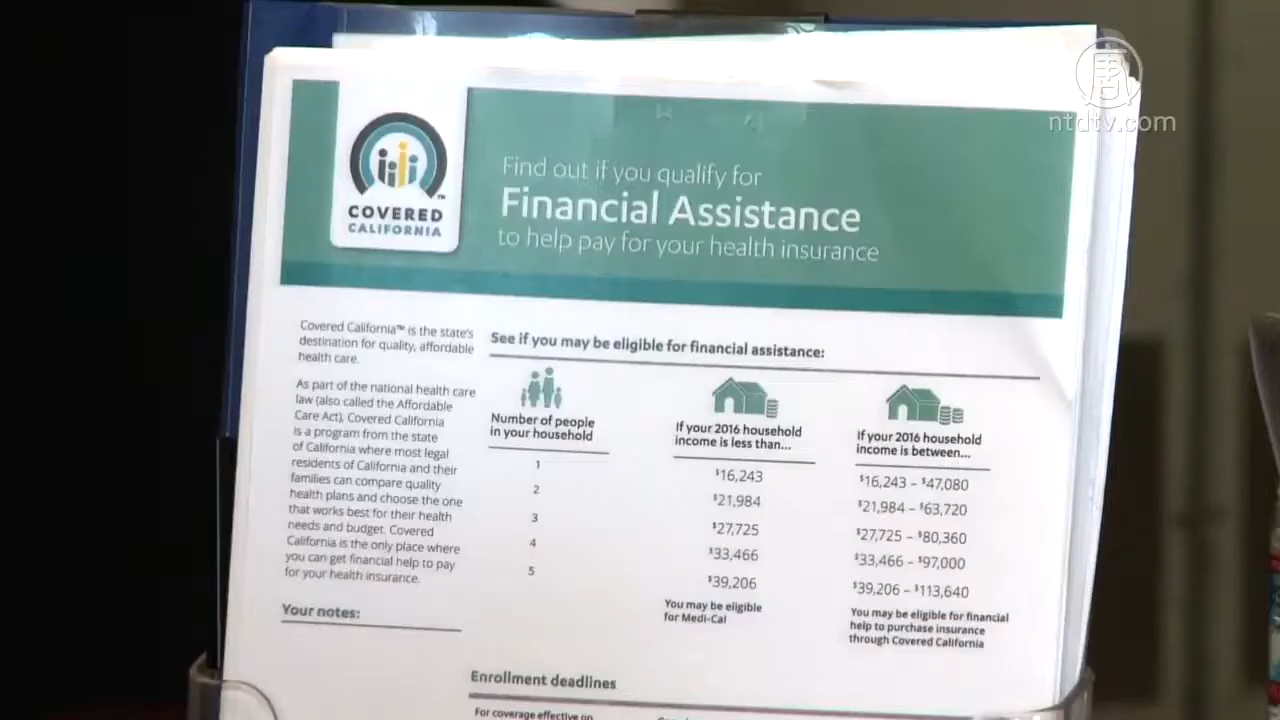 唐
ntdtv.com
COVERED
CALIFORNIA
™
Find out if you qualify for
Financial Assistance
to help pay for your health insurance
Covered California™ is the state's
destination for quality, affordable
health care.
As part of the national health care
law (also called the Affordable
Care Act), Covered California
is a program from the state
of California where most legal
residents of California and their
families can compare quality
health plans and choose the one
that works best for their health
needs and budget. Covered
California is the only place where
you can get financial help to pay
for your health insurance.
Your notes:
See if you may be eligible for financial assistance:
Number of people
in your household
If your 2016 household
income is less than...
If your 2016 household
income is between...
1 $16,243 $16,243 – $47,080
2 $21,984 $21,984 – $63,720
3 $27,725 $27,725 – $80,360
4 $33,466 $33,466 – $97,000
5 $39,206 $39,206 – $113,640
You may be eligible
for Medi-Cal
You may be eligible for financial
help to purchase insurance
through Covered California
Enrollment deadlines
For coverage effective on